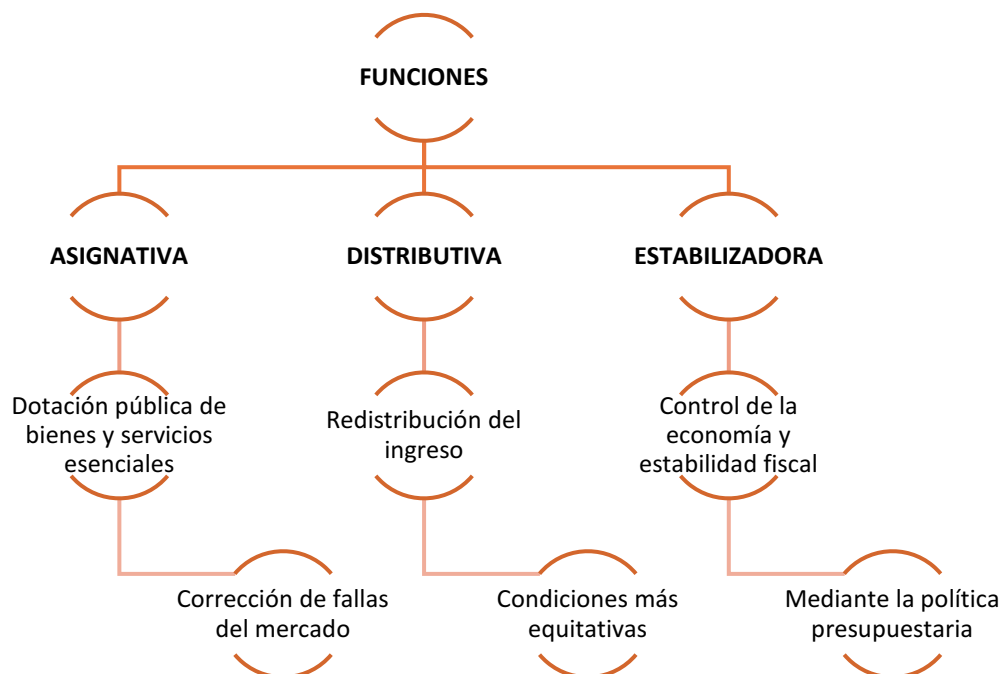 FUNCIONES
ASIGNATIVA
DISTRIBUTIVA
ESTABILIZADORA
Dotación pública de
bienes y servicios
esenciales
Redistribución del
ingreso
Control de la
economía y
estabilidad fiscal
Corrección de fallas
del mercado
Condiciones más
equitativas
Mediante la política
presupuestaria